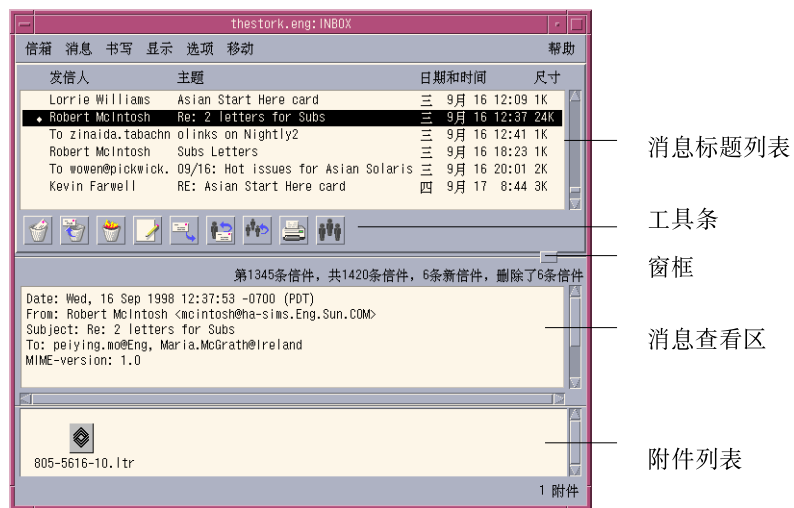 thestork.eng:INBOX
信箱 消息 书写 显示 选项 移动 帮助
发信人 主题 日期和时间 尺寸
Lorrie Williams Asian Start Here card 三 9月 16 12:09 1K
Robert McIntosh Re: 2 letters for Subs 三 9月 16 12:37 24K
To zinaida.tabachn olinks on Nightly2 三 9月 16 12:41 1K
Robert McIntosh Subs Letters 三 9月 16 18:23 1K
To wowen@pickwick. 09/16: Hot issues for Asian Solaris 三 9月 16 20:01 2K
Kevin Farwell RE: Asian Start Here card 四 9月 17 8:44 3K
消息标题列表
工具条
窗框
第1345条信件，共1420条信件，6条新信件，删除了6条信件
Date: Wed, 16 Sep 1998 12:37:53 -0700 (PDT)
From: Robert McIntosh <mcintosh@ha-sims.Eng.Sun.COM>
Subject: Re: 2 letters for Subs
To: peiying.mo@Eng, Maria.McGrath@Ireland
MIME-version: 1.0
消息查看区
805-5616-10.ltr
附件列表
1 附件